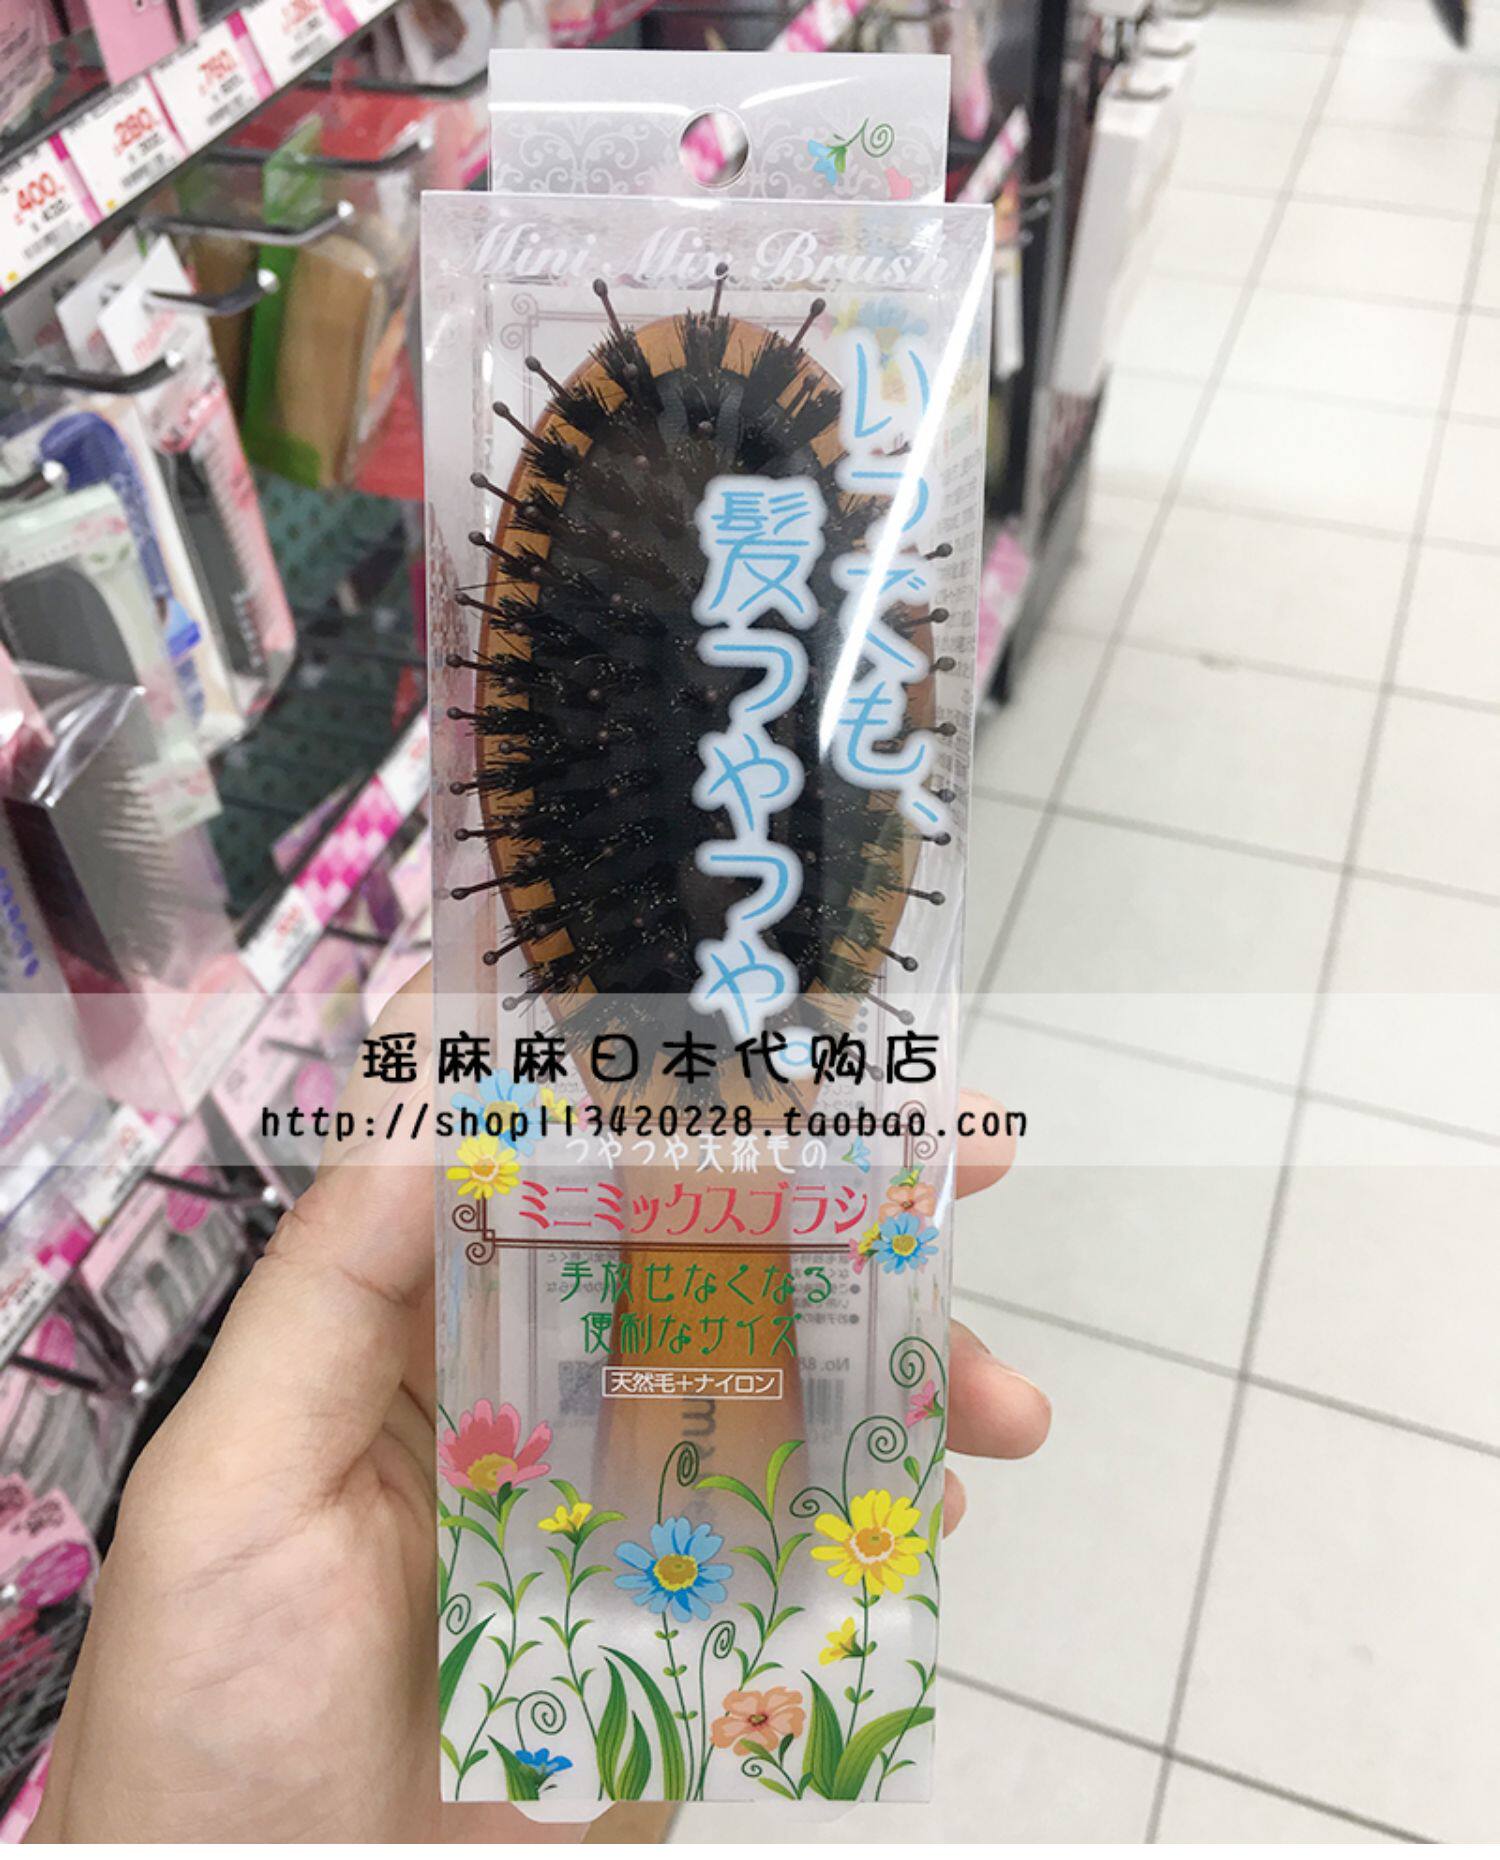 Mini Mix Brush
いつでも、
髪つやつや。
瑶麻麻日本代购店
http://shop113420228.taobao.com
つやつや天然毛の
ミニミックスブラシ
手放せなくなる
便利なサイズ
天然毛+ナイロン
400
280